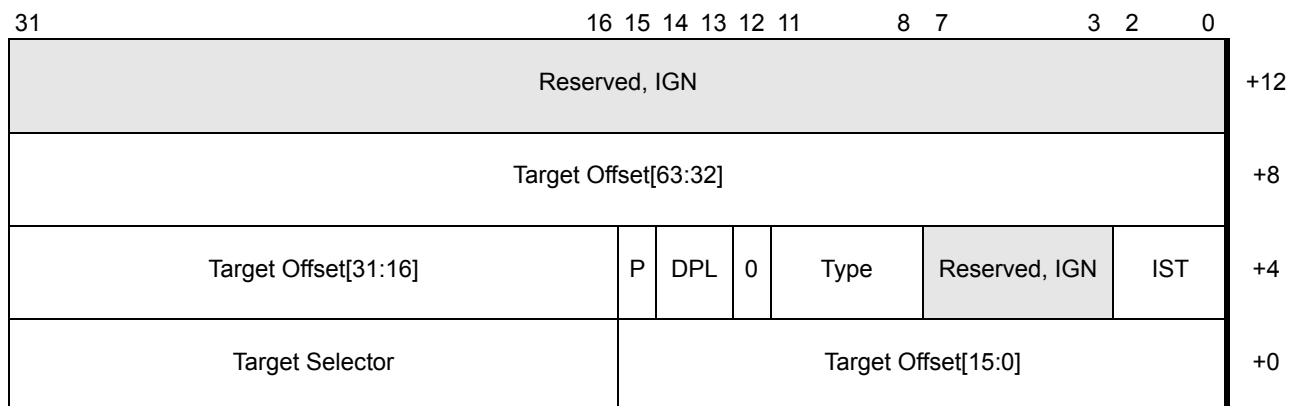 31 16 15 14 13 12 11 8 7 3 2 0
Reserved, IGN +12
Target Offset[63:32] +8
Target Offset[31:16] P DPL 0 Type Reserved, IGN IST +4
Target Selector Target Offset[15:0] +0